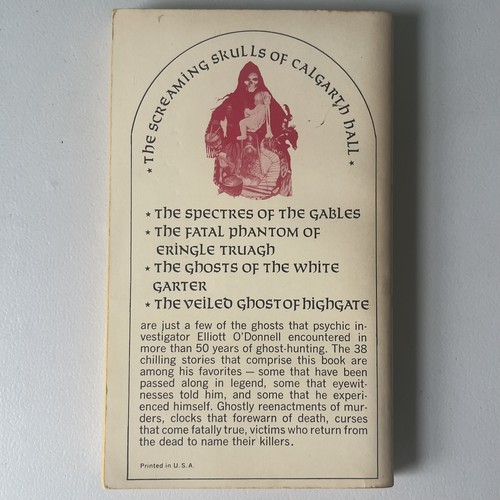 ★ the screaming skulls of calgarth hall ★
★ the spectres of the gables
★ the fatal phantom of
eringle truagh
★ the ghosts of the white
garter
★ the veiled ghost of highgate
are just a few of the ghosts that psychic in-
vestigator Elliott O'Donnell encountered in
more than 50 years of ghost-hunting. The 38
chilling stories that comprise this book are
among his favorites — some that have been
passed along in legend, some that eyewit-
nesses told him, and some that he experi-
enced himself. Ghostly reenactments of mur-
ders, clocks that forewarn of death, curses
that come fatally true, victims who return from
the dead to name their killers.
Printed in U.S.A.